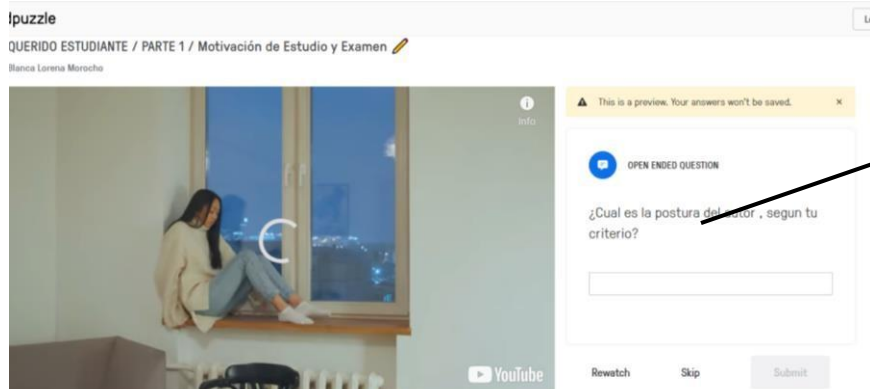 dpuzzle
QUERIDO ESTUDIANTE / PARTE 1 / Motivación de Estudio y Examen
Blanca Lorena Morocho
Info
This is a preview. Your answers won't be saved. ×
OPEN ENDED QUESTION
¿Cual es la postura del autor , segun tu
criterio?
YouTube
Rewatch Skip Submit